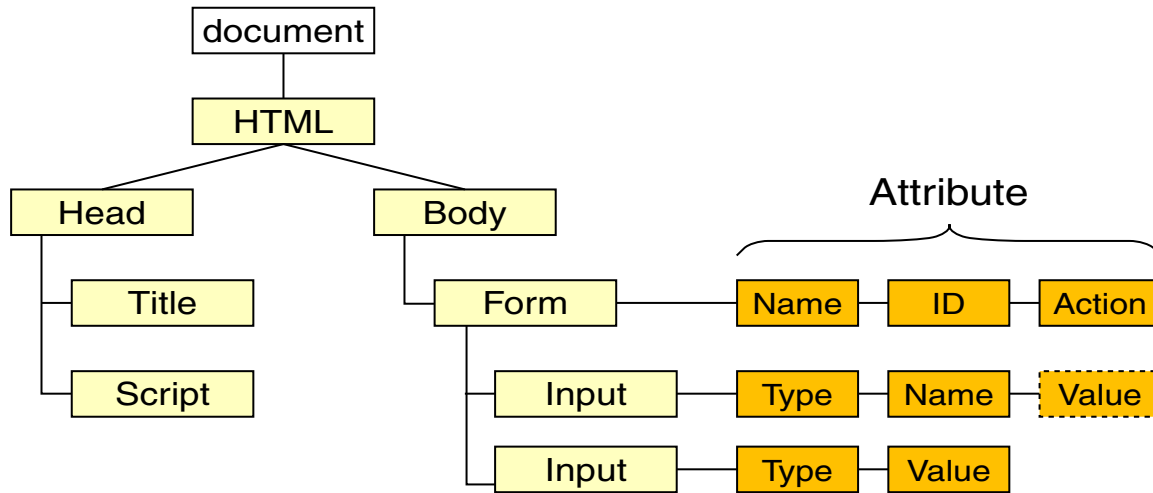 document
HTML
Head
Body
Attribute
Title
Form
Name
ID
Action
Script
Input
Type
Name
Value
Input
Type
Value